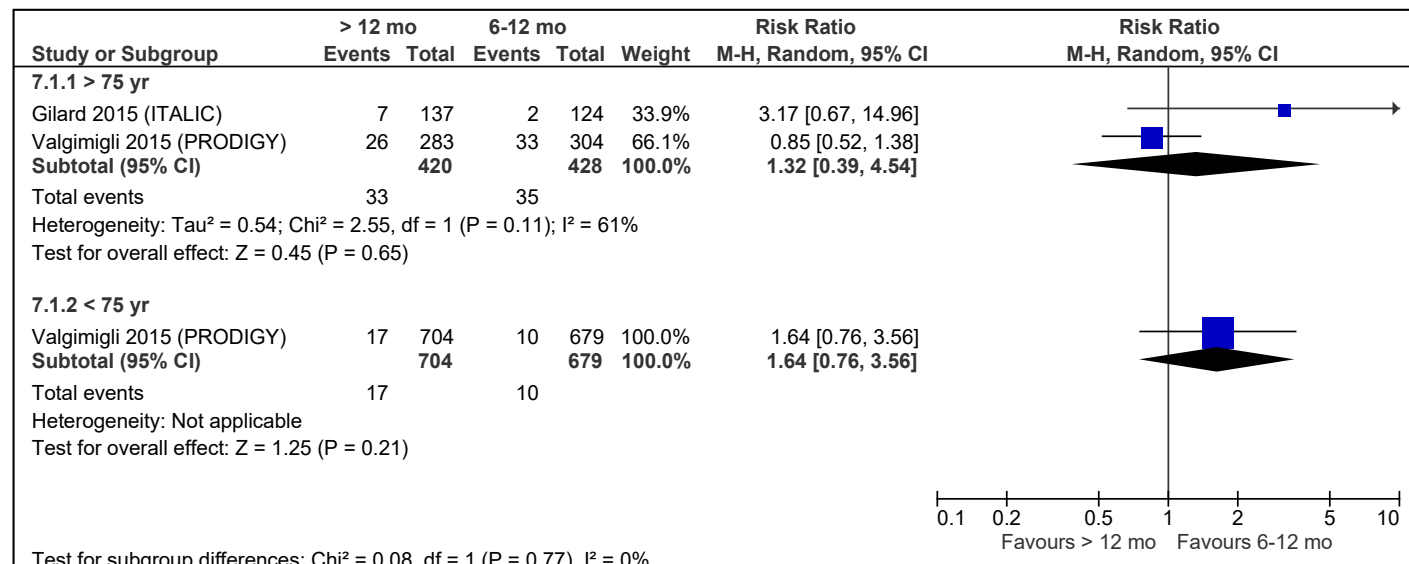 > 12 mo 6-12 mo Risk Ratio Risk Ratio
Study or Subgroup Events Total Events Total Weight M-H, Random, 95% CI M-H, Random, 95% CI
7.1.1 > 75 yr
Gilard 2015 (ITALIC) 7 137 2 124 33.9% 3.17 [0.67, 14.96]
Valgimigli 2015 (PRODIGY) 26 283 33 304 66.1% 0.85 [0.52, 1.38]
Subtotal (95% CI) 420 428 100.0% 1.32 [0.39, 4.54]
Total events 33 35
Heterogeneity: Tau² = 0.54; Chi² = 2.55, df = 1 (P = 0.11); I² = 61%
Test for overall effect: Z = 0.45 (P = 0.65)
7.1.2 < 75 yr
Valgimigli 2015 (PRODIGY) 17 704 10 679 100.0% 1.64 [0.76, 3.56]
Subtotal (95% CI) 704 679 100.0% 1.64 [0.76, 3.56]
Total events 17 10
Heterogeneity: Not applicable
Test for overall effect: Z = 1.25 (P = 0.21)
0.1 0.2 0.5 1 2 5 10
Favours > 12 mo Favours 6-12 mo
Test for subgroup differences: Chi² = 0.08, df = 1 (P = 0.77), I² = 0%